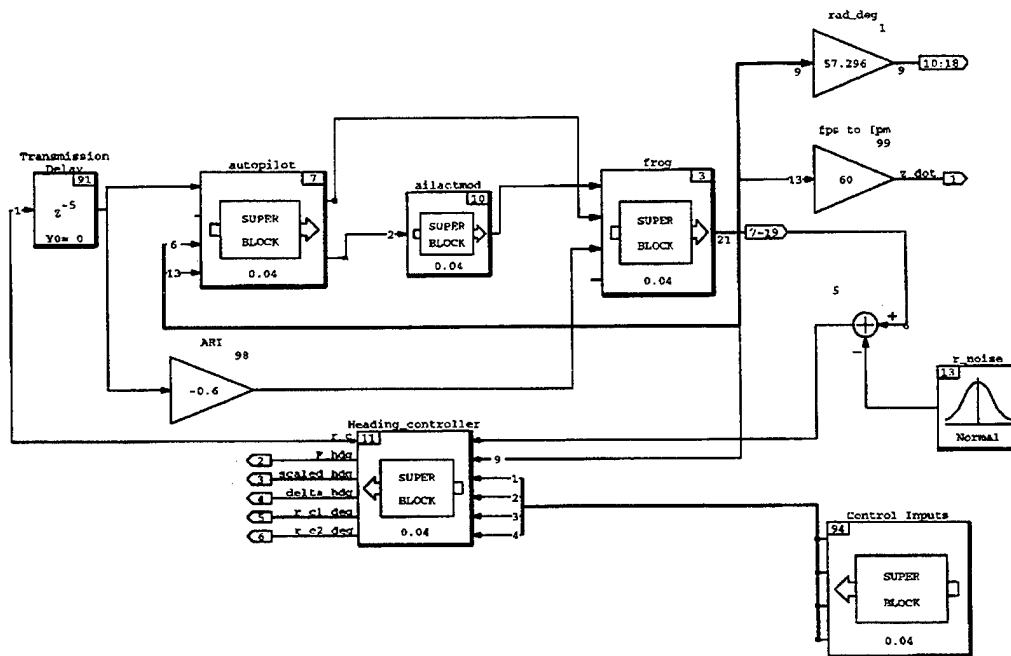 rad_deg
1
9
57.296
9
10:18
fps to fpm
99
13
60
z_dot
1
Transmission
Delay
91
1
z-5
Y0= 0
autopilot
7
SUPER
BLOCK
0.04
6
13
ailactmod
10
2
SUPER
BLOCK
0.04
frog
3
SUPER
BLOCK
0.04
21
7-19
5
+
−
r_noise
13
Normal
ARI
98
-0.6
Heading_controller
r_c
11
P_hdg
2
scaled_hdg
3
delta_hdg
4
r_c1_deg
5
r_c2_deg
6
SUPER
BLOCK
0.04
9
1
2
3
4
Control Inputs
94
SUPER
BLOCK
0.04